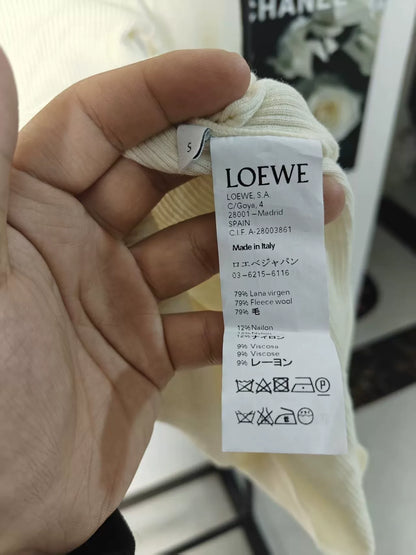 CHANEL
S
LOEWE
LOEWE, S.A.
C/Goya, 4
28001 – Madrid
SPAIN
C.I.F. A-28003861
Made in Italy
ロエベジャパン
03-6215-6116
79% Lana virgen
79% Fleece wool
79% 毛
12% Nailon
12% ナイロン
9% Viscosa
9% Viscose
9% レーヨン
P